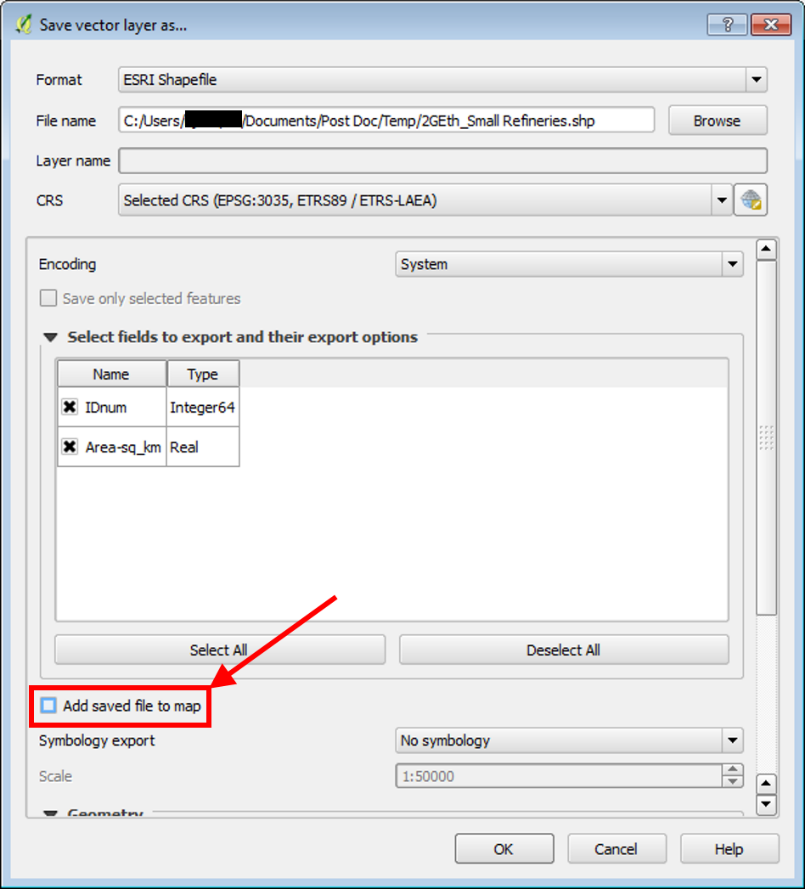 Save vector layer as...
Format ESRI Shapefile
File name C:/Users/ /Documents/Post Doc/Temp/2GEth_Small Refineries.shp Browse
Layer name
CRS Selected CRS (EPSG:3035, ETRS89 / ETRS-LAEA)
Encoding System
Save only selected features
Select fields to export and their export options
Name Type
IDnum Integer64
Area-sq_km Real
Select All Deselect All
Add saved file to map
Symbology export No symbology
Scale 1:50000
Geometry
OK Cancel Help